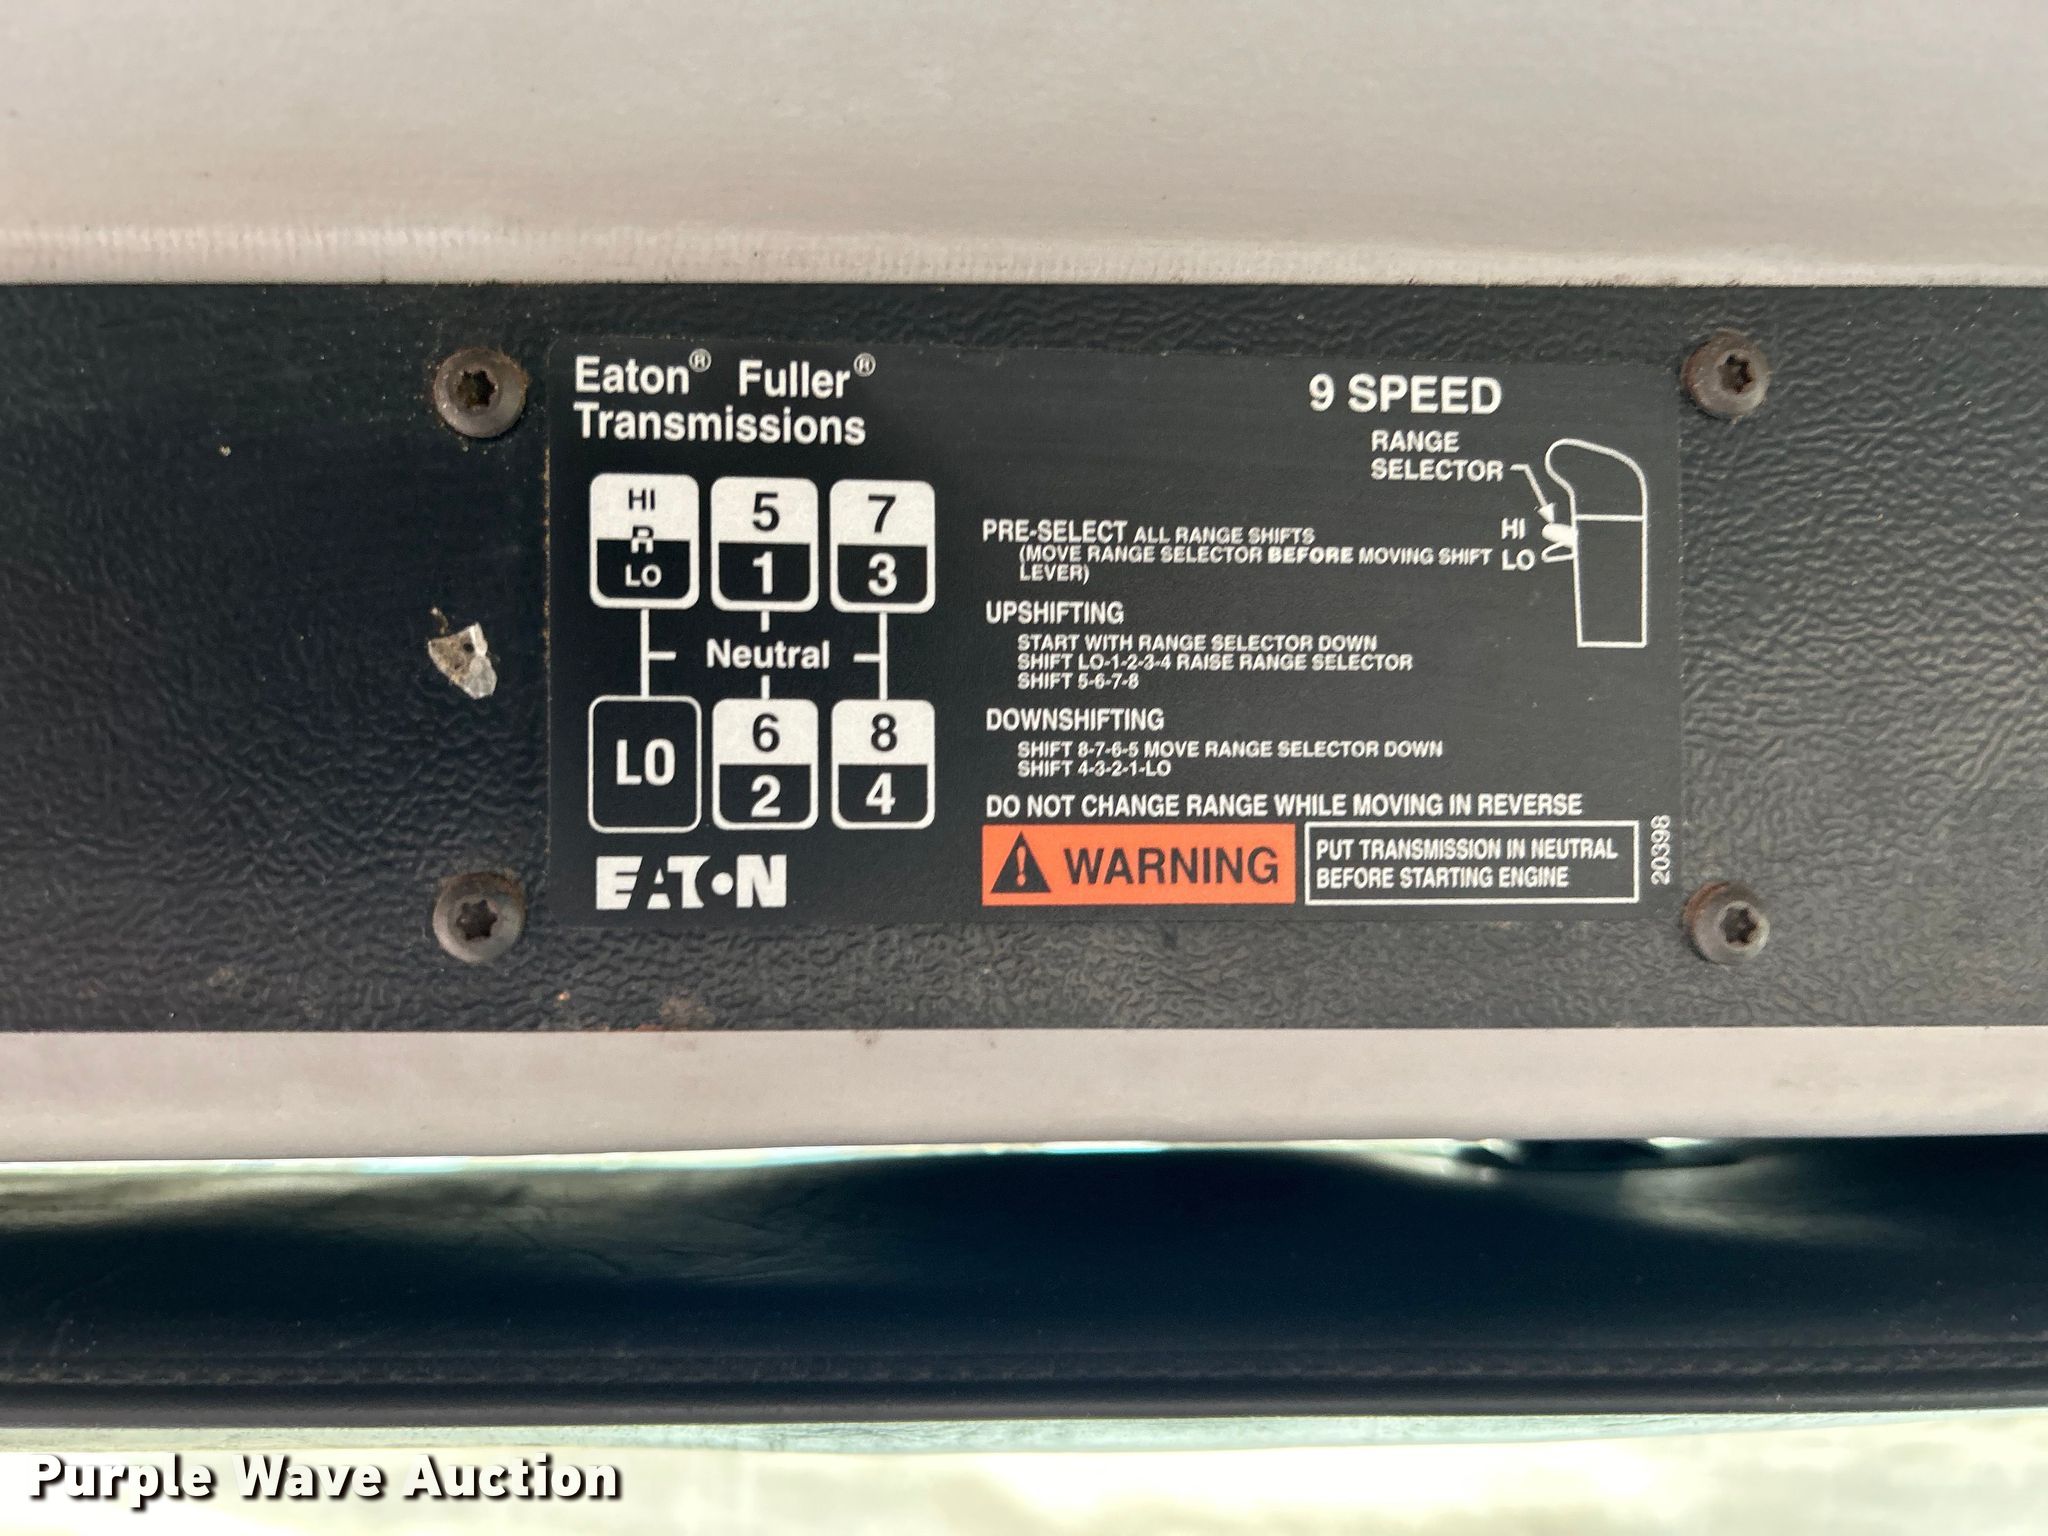 Eaton® Fuller®
Transmissions
9 SPEED
RANGE
SELECTOR
HI
LO
HI
R
LO
5
1
7
3
Neutral
LO
6
2
8
4
EATON
PRE-SELECT ALL RANGE SHIFTS
(MOVE RANGE SELECTOR BEFORE MOVING SHIFT
LEVER)
UPSHIFTING
START WITH RANGE SELECTOR DOWN
SHIFT LO-1-2-3-4 RAISE RANGE SELECTOR
SHIFT 5-6-7-8
DOWNSHIFTING
SHIFT 8-7-6-5 MOVE RANGE SELECTOR DOWN
SHIFT 4-3-2-1-LO
DO NOT CHANGE RANGE WHILE MOVING IN REVERSE
WARNING
PUT TRANSMISSION IN NEUTRAL
BEFORE STARTING ENGINE
20398
Purple Wave Auction